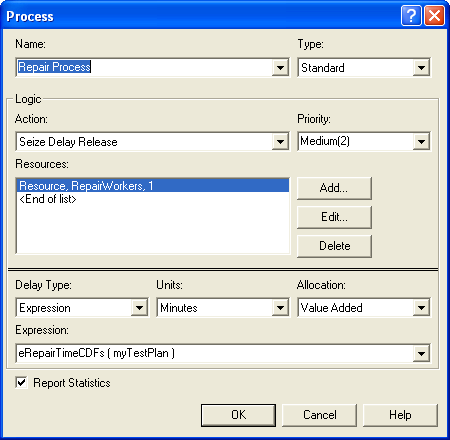 Process
Name: Type:
Repair Process Standard
Logic
Action: Priority:
Seize Delay Release Medium(2)
Resources:
Resource, RepairWorkers, 1
<End of list>
Add...
Edit...
Delete
Delay Type: Units: Allocation:
Expression Minutes Value Added
Expression:
eRepairTimeCDFs ( myTestPlan )
Report Statistics
OK Cancel Help